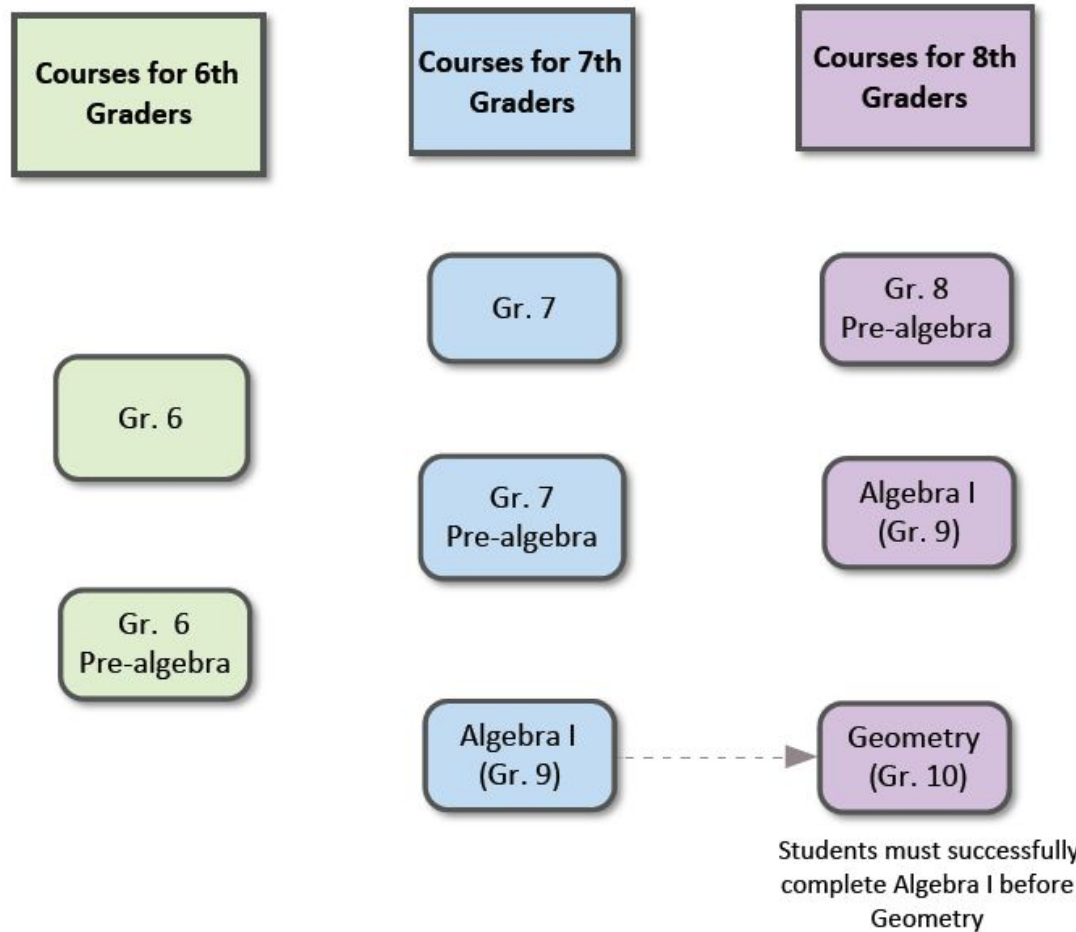 Courses for 6th
Graders
Courses for 7th
Graders
Courses for 8th
Graders
Gr. 6
Gr. 6
Pre-algebra
Gr. 7
Gr. 7
Pre-algebra
Algebra I
(Gr. 9)
Gr. 8
Pre-algebra
Algebra I
(Gr. 9)
Geometry
(Gr. 10)
Students must successfully
complete Algebra I before
Geometry